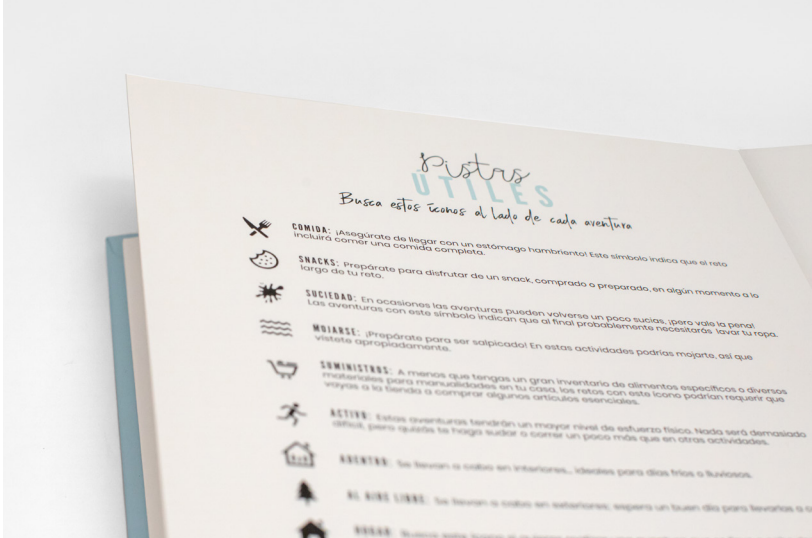 Pistas
ÚTILES
Busca estos íconos al lado de cada aventura
COMIDA: ¡Asegúrate de llegar con un estómago hambriento! Este símbolo indica que el reto
incluirá comer una comida completa.
SNACKS: Prepárate para disfrutar de un snack, comprado o preparado, en algún momento a lo
largo de tu reto.
SUCIEDAD: En ocasiones las aventuras pueden volverse un poco sucias, ¡pero vale la pena!
Las aventuras con este símbolo indican que al final probablemente necesitarás lavar tu ropa.
MOJARSE: ¡Prepárate para ser salpicado! En estas actividades podrías mojarte, así que
vístete apropiadamente.
SUMINISTROS: A menos que tengas un gran inventario de alimentos específicos o diversos
materiales para manualidades en tu casa, los retos con este ícono podrían requerir que
vayas a la tienda a comprar algunos artículos esenciales.
ACTIVO: Estas aventuras tendrán un mayor nivel de esfuerzo físico. Nada será demasiado
difícil, pero quizás te haga sudar o correr un poco más que en otras actividades.
ADENTRO: Se llevan a cabo en interiores... ideales para días fríos o lluviosos.
AL AIRE LIBRE: Se llevan a cabo en exteriores; espera un buen día para llevarlas a
HOGAR: